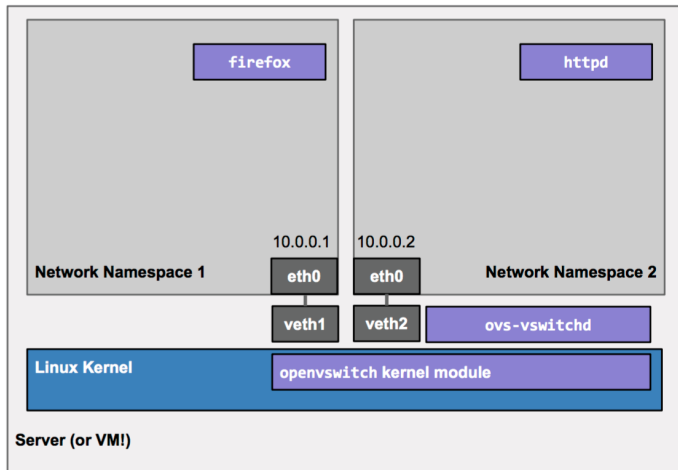 firefox
httpd
10.0.0.1
10.0.0.2
Network Namespace 1
eth0
eth0
Network Namespace 2
veth1
veth2
ovs-vswitchd
Linux Kernel
openvswitch kernel module
Server (or VM!)